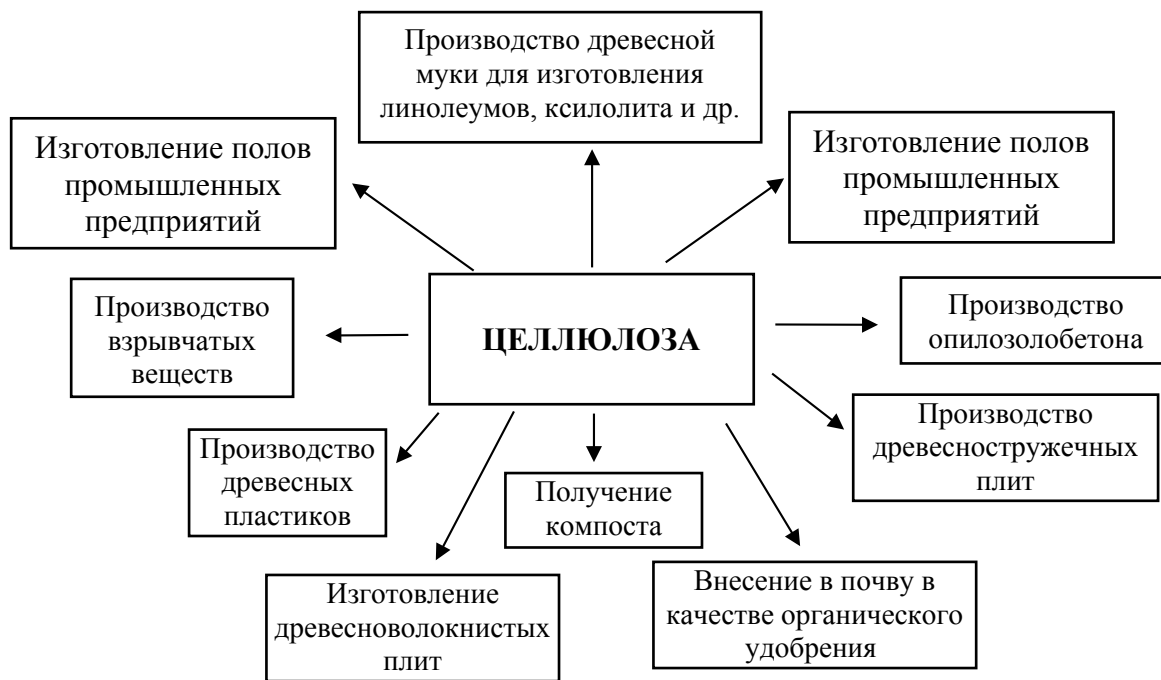 Производство древесной
муки для изготовления
линолеумов, ксилолита и др.
Изготовление полов
промышленных
предприятий
Изготовление полов
промышленных
предприятий
Производство
взрывчатых
веществ
ЦЕЛЛЮЛОЗА
Производство
опилозолобетона
Производство
древесных
пластиков
Получение
компоста
Производство
древесностружечных
плит
Изготовление
древесноволокнистых
плит
Внесение в почву в
качестве органического
удобрения